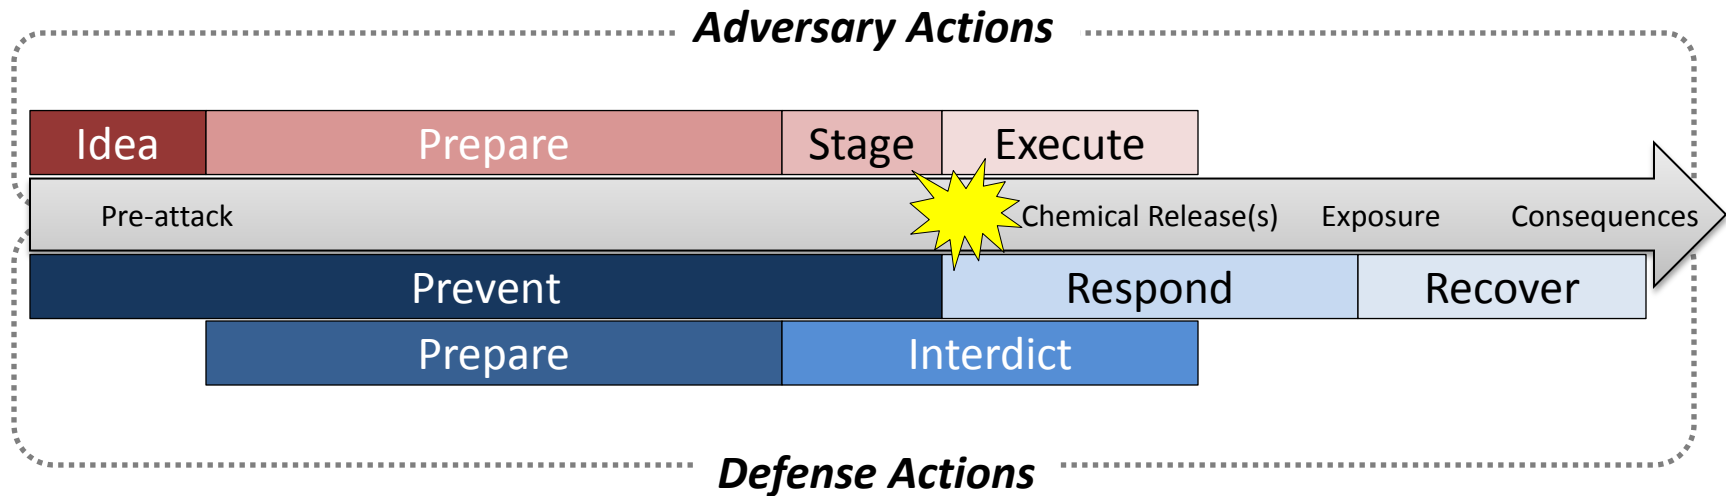 Adversary Actions
Idea Prepare Stage Execute
Pre-attack Chemical Release(s) Exposure Consequences
Prevent Respond Recover
Prepare Interdict
Defense Actions